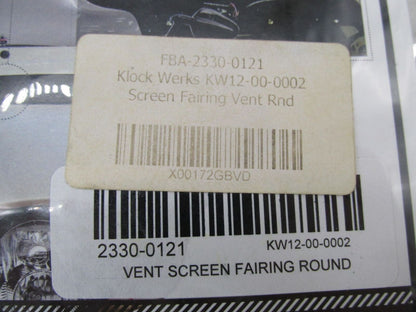 FBA-2330-0121
Klock Werks KW12-00-0002
Screen Fairing Vent Rnd
X00172GBVD
2330-0121 KW12-00-0002
VENT SCREEN FAIRING ROUND